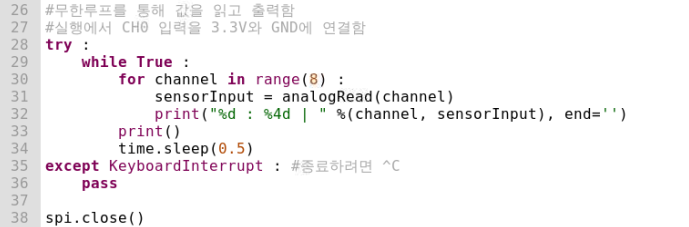 26 #무한루프를 통해 값을 읽고 출력함
27 #실행에서 CH0 입력을 3.3V와 GND에 연결함
28 try :
29     while True :
30         for channel in range(8) :
31             sensorInput = analogRead(channel)
32             print("%d : %4d | " %(channel, sensorInput), end='')
33         print()
34         time.sleep(0.5)
35 except KeyboardInterrupt : #종료하려면 ^C
36     pass
37
38 spi.close()